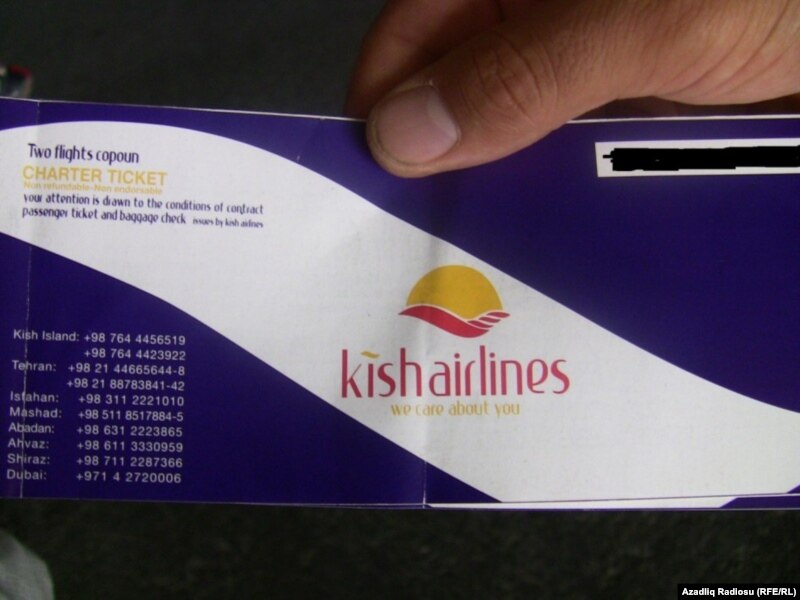 Two flights copoun
CHARTER TICKET
Non refundable-Non endorsable
your attention is drawn to the conditions of contract
passenger ticket and baggage check issues by kish airlines
kish airlines
we care about you
Kish Island: +98 764 4456519
+98 764 4423922
Tehran: +98 21 44665644-8
+98 21 88783841-42
Isfahan: +98 311 2221010
Mashad: +98 511 8517884-5
Abadan: +98 631 2223865
Ahvaz: +98 611 3330959
Shiraz: +98 711 2287366
Dubai: +971 4 2720006
Azadliq Radiosu (RFE/RL)